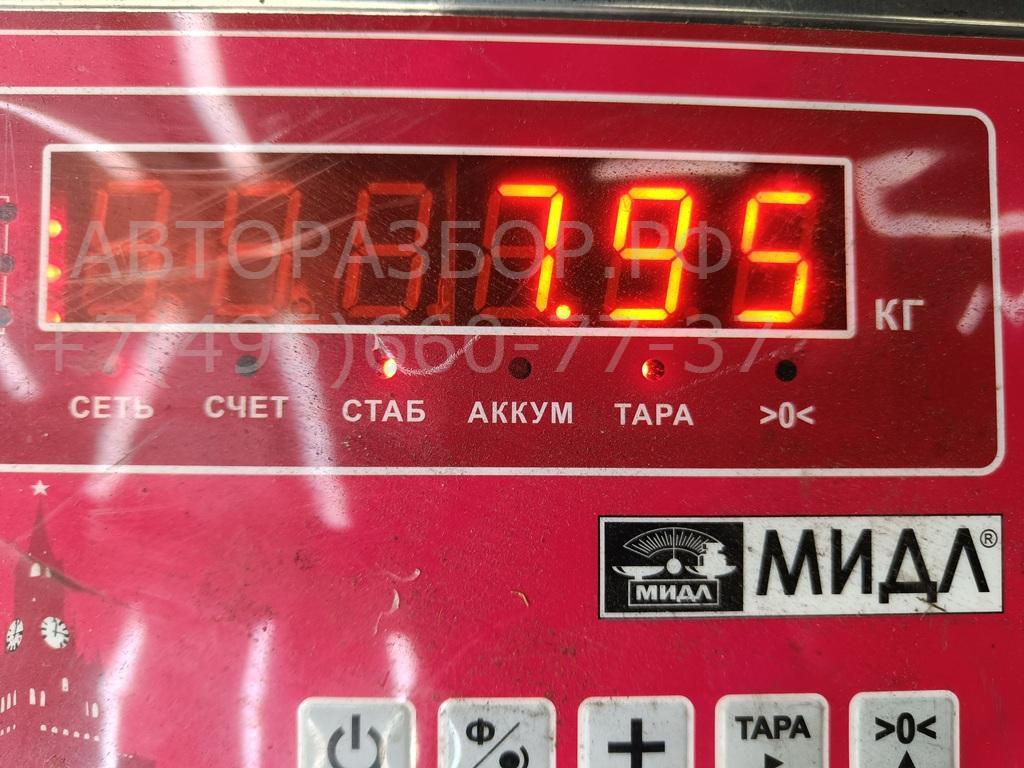 7.95
АВТОРАЗБОР.РФ
+7(495)660-77-37
КГ
СЕТЬ СЧЕТ СТАБ АККУМ ТАРА >0<
МИДЛ МИДЛ®
Ф ТАРА >0<